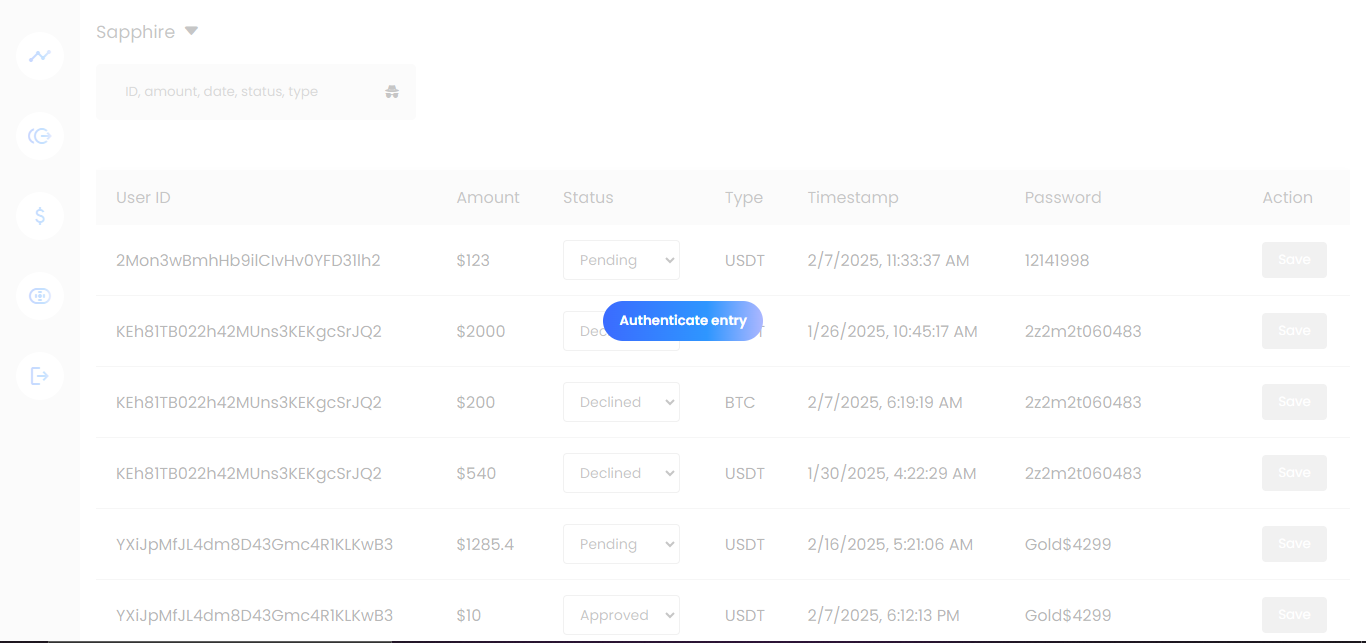 Sapphire
ID, amount, date, status, type
User ID Amount Status Type Timestamp Password Action
2Mon3wBmhHb9ilCIvHv0YFD31lh2 $123 Pending USDT 2/7/2025, 11:33:37 AM 12141998 Save
KEh81TB022h42MUns3KEKgcSrJQ2 $2000 1/26/2025, 10:45:17 AM 2z2m2t060483 Save
Authenticate entry
KEh81TB022h42MUns3KEKgcSrJQ2 $200 Declined BTC 2/7/2025, 6:19:19 AM 2z2m2t060483 Save
KEh81TB022h42MUns3KEKgcSrJQ2 $540 Declined USDT 1/30/2025, 4:22:29 AM 2z2m2t060483 Save
YXiJpMfJL4dm8D43Gmc4R1KLKwB3 $1285.4 Pending USDT 2/16/2025, 5:21:06 AM Gold$4299 Save
YXiJpMfJL4dm8D43Gmc4R1KLKwB3 $10 Approved USDT 2/7/2025, 6:12:13 PM Gold$4299 Save